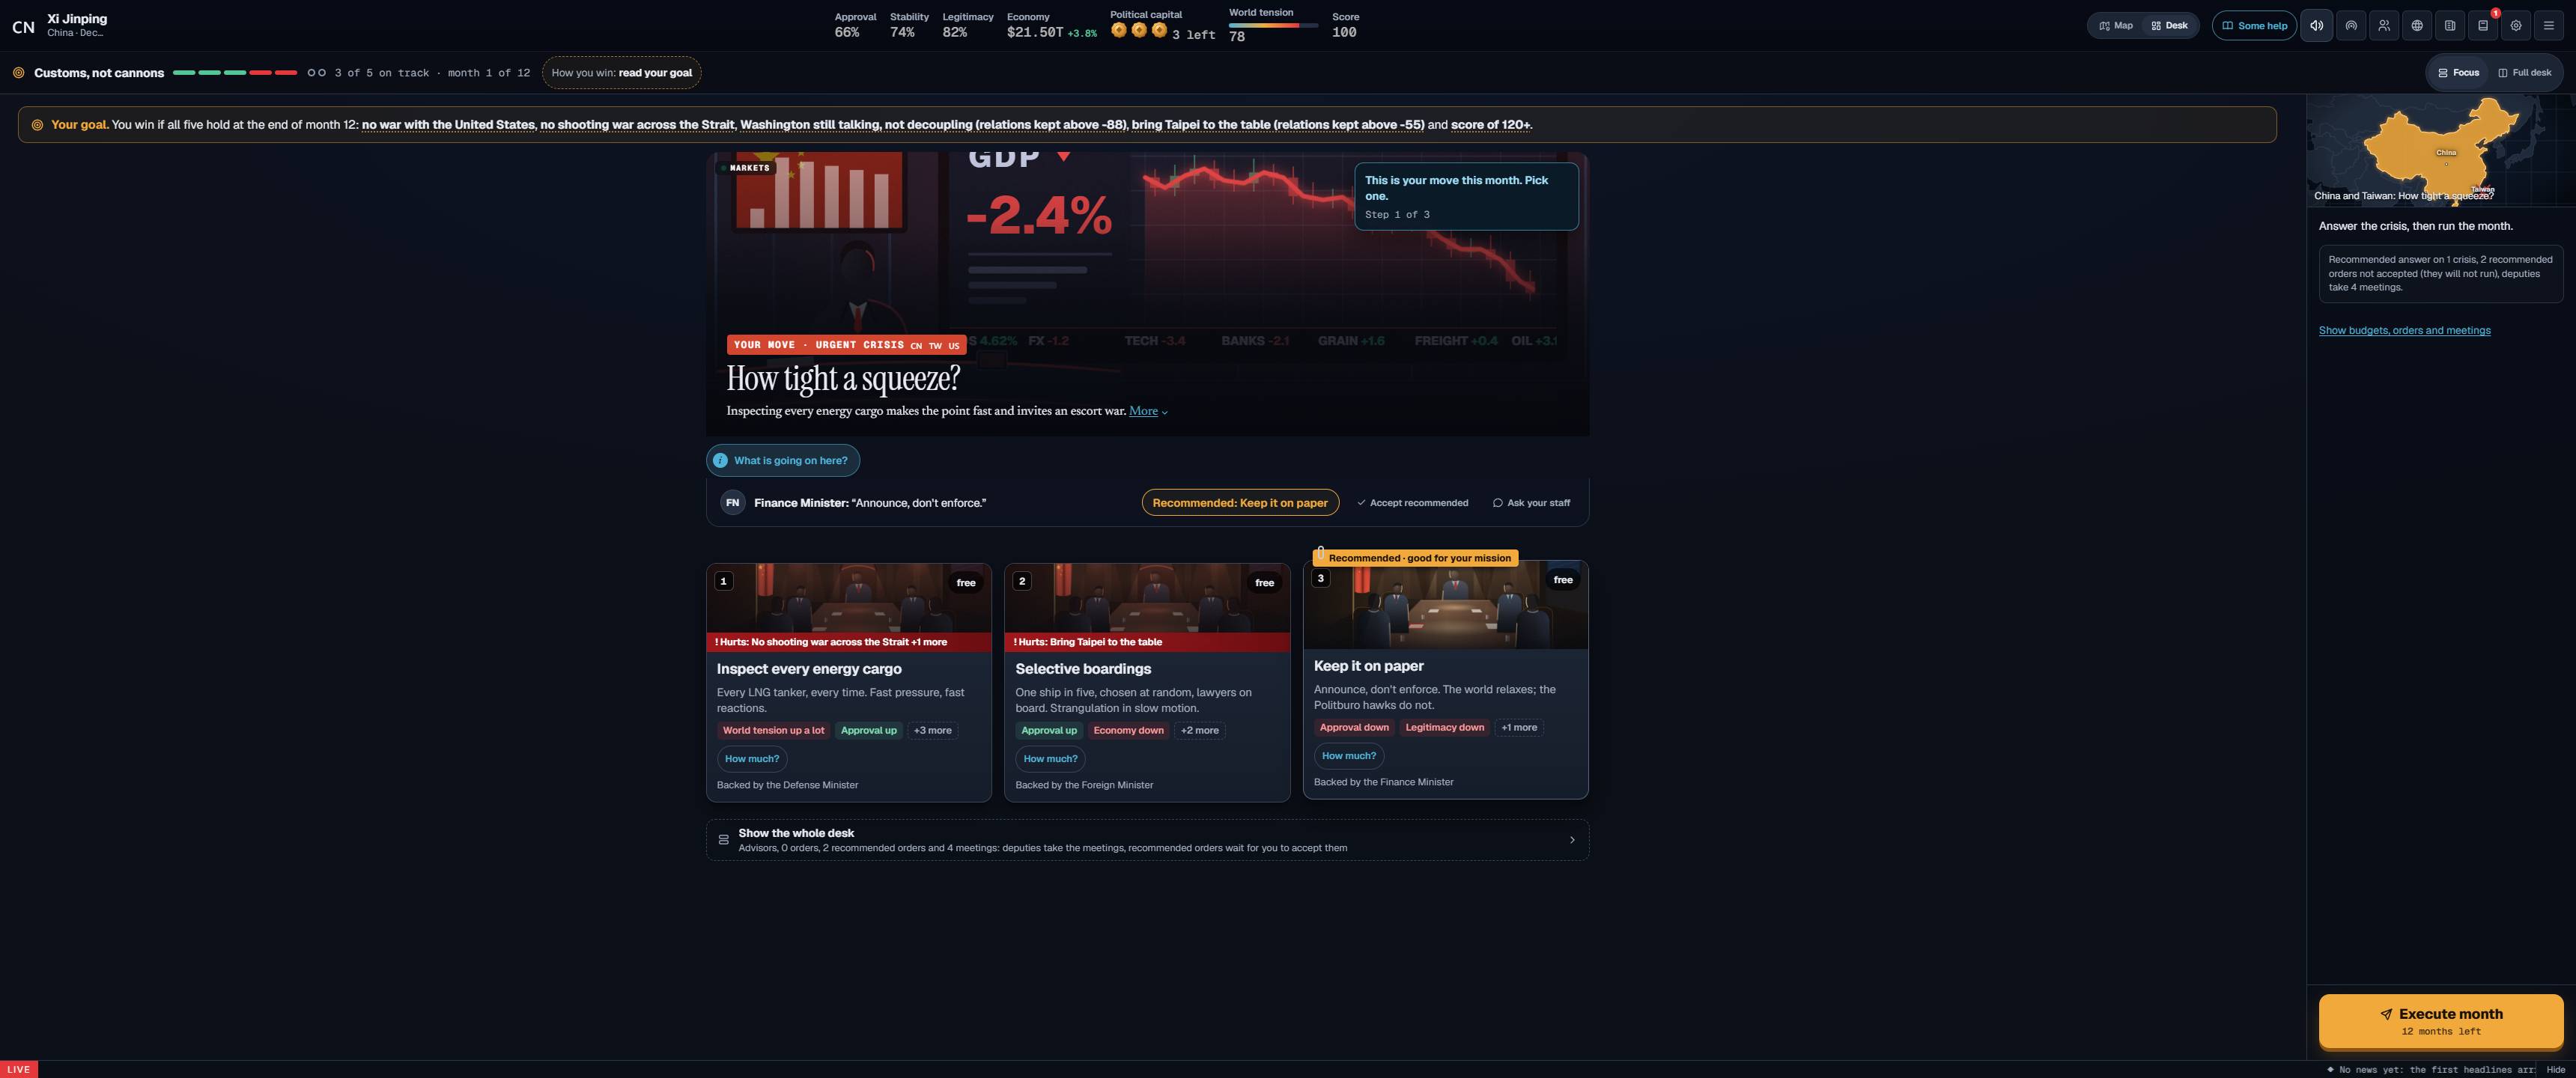 CN
Xi Jinping
China · Dec...
Approval
66%
Stability
74%
Legitimacy
82%
Economy
$21.50T +3.8%
Political capital
3 left
World tension
78
Score
100
Map
Desk
Some help
1
Customs, not cannons
3 of 5 on track · month 1 of 12
How you win: read your goal
Focus
Full desk
Your goal. You win if all five hold at the end of month 12: no war with the United States, no shooting war across the Strait, Washington still talking, not decoupling (relations kept above -88), bring Taipei to the table (relations kept above -55) and score of 120+.
MARKETS
GDP
-2.4%
This is your move this month. Pick
one.
Step 1 of 3
S 4.62% FX -1.2 TECH -3.4 BANKS -2.1 GRAIN +1.6 FREIGHT +0.4 OIL +3.1
YOUR MOVE · URGENT CRISIS CN TW US
How tight a squeeze?
Inspecting every energy cargo makes the point fast and invites an escort war. More
What is going on here?
FN
Finance Minister: “Announce, don't enforce.”
Recommended: Keep it on paper
Accept recommended
Ask your staff
1
free
! Hurts: No shooting war across the Strait +1 more
Inspect every energy cargo
Every LNG tanker, every time. Fast pressure, fast
reactions.
World tension up a lot
Approval up
+3 more
How much?
Backed by the Defense Minister
2
free
! Hurts: Bring Taipei to the table
Selective boardings
One ship in five, chosen at random, lawyers on
board. Strangulation in slow motion.
Approval up
Economy down
+2 more
How much?
Backed by the Foreign Minister
Recommended · good for your mission
3
free
Keep it on paper
Announce, don't enforce. The world relaxes; the
Politburo hawks do not.
Approval down
Legitimacy down
+1 more
How much?
Backed by the Finance Minister
Show the whole desk
Advisors, 0 orders, 2 recommended orders and 4 meetings: deputies take the meetings, recommended orders wait for you to accept them
China
Taiwan
China and Taiwan: How tight a squeeze?
Answer the crisis, then run the month.
Recommended answer on 1 crisis, 2 recommended
orders not accepted (they will not run), deputies
take 4 meetings.
Show budgets, orders and meetings
Execute month
12 months left
LIVE
No news yet: the first headlines arr
Hide